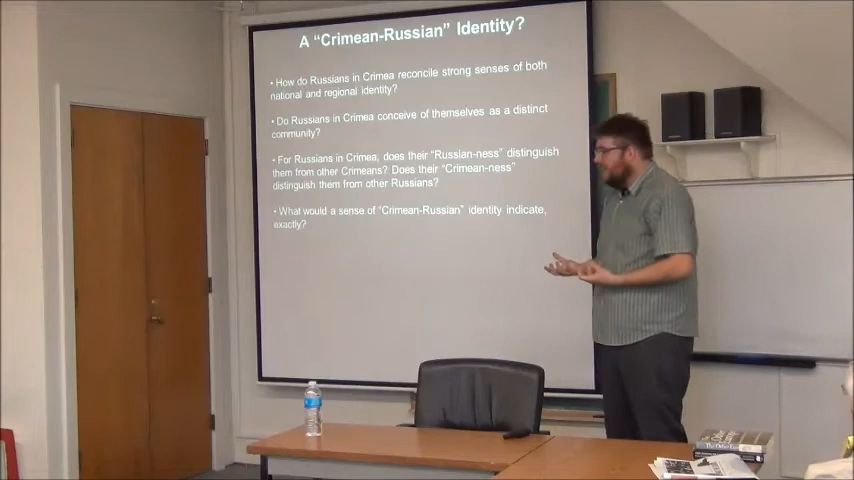 A “Crimean-Russian” Identity?
• How do Russians in Crimea reconcile strong senses of both
national and regional identity?
• Do Russians in Crimea conceive of themselves as a distinct
community?
• For Russians in Crimea, does their “Russian-ness” distinguish
them from other Crimeans? Does their “Crimean-ness”
distinguish them from other Russians?
• What would a sense of “Crimean-Russian” identity indicate,
exactly?